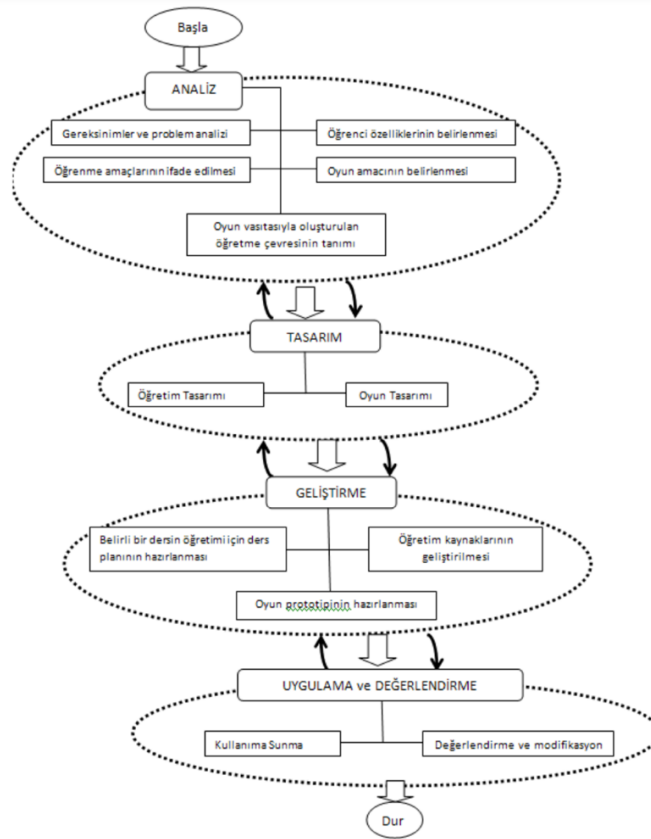 Başla
ANALİZ
Gereksinimler ve problem analizi
Öğrenci özelliklerinin belirlenmesi
Öğrenme amaçlarının ifade edilmesi
Oyun amacının belirlenmesi
Oyun vasıtasıyla oluşturulan
öğretme çevresinin tanımı
TASARIM
Öğretim Tasarımı
Oyun Tasarımı
GELİŞTİRME
Belirli bir dersin öğretimi için ders
planının hazırlanması
Öğretim kaynaklarının
geliştirilmesi
Oyun prototipinin hazırlanması
UYGULAMA ve DEĞERLENDİRME
Kullanıma Sunma
Değerlendirme ve modifikasyon
Dur